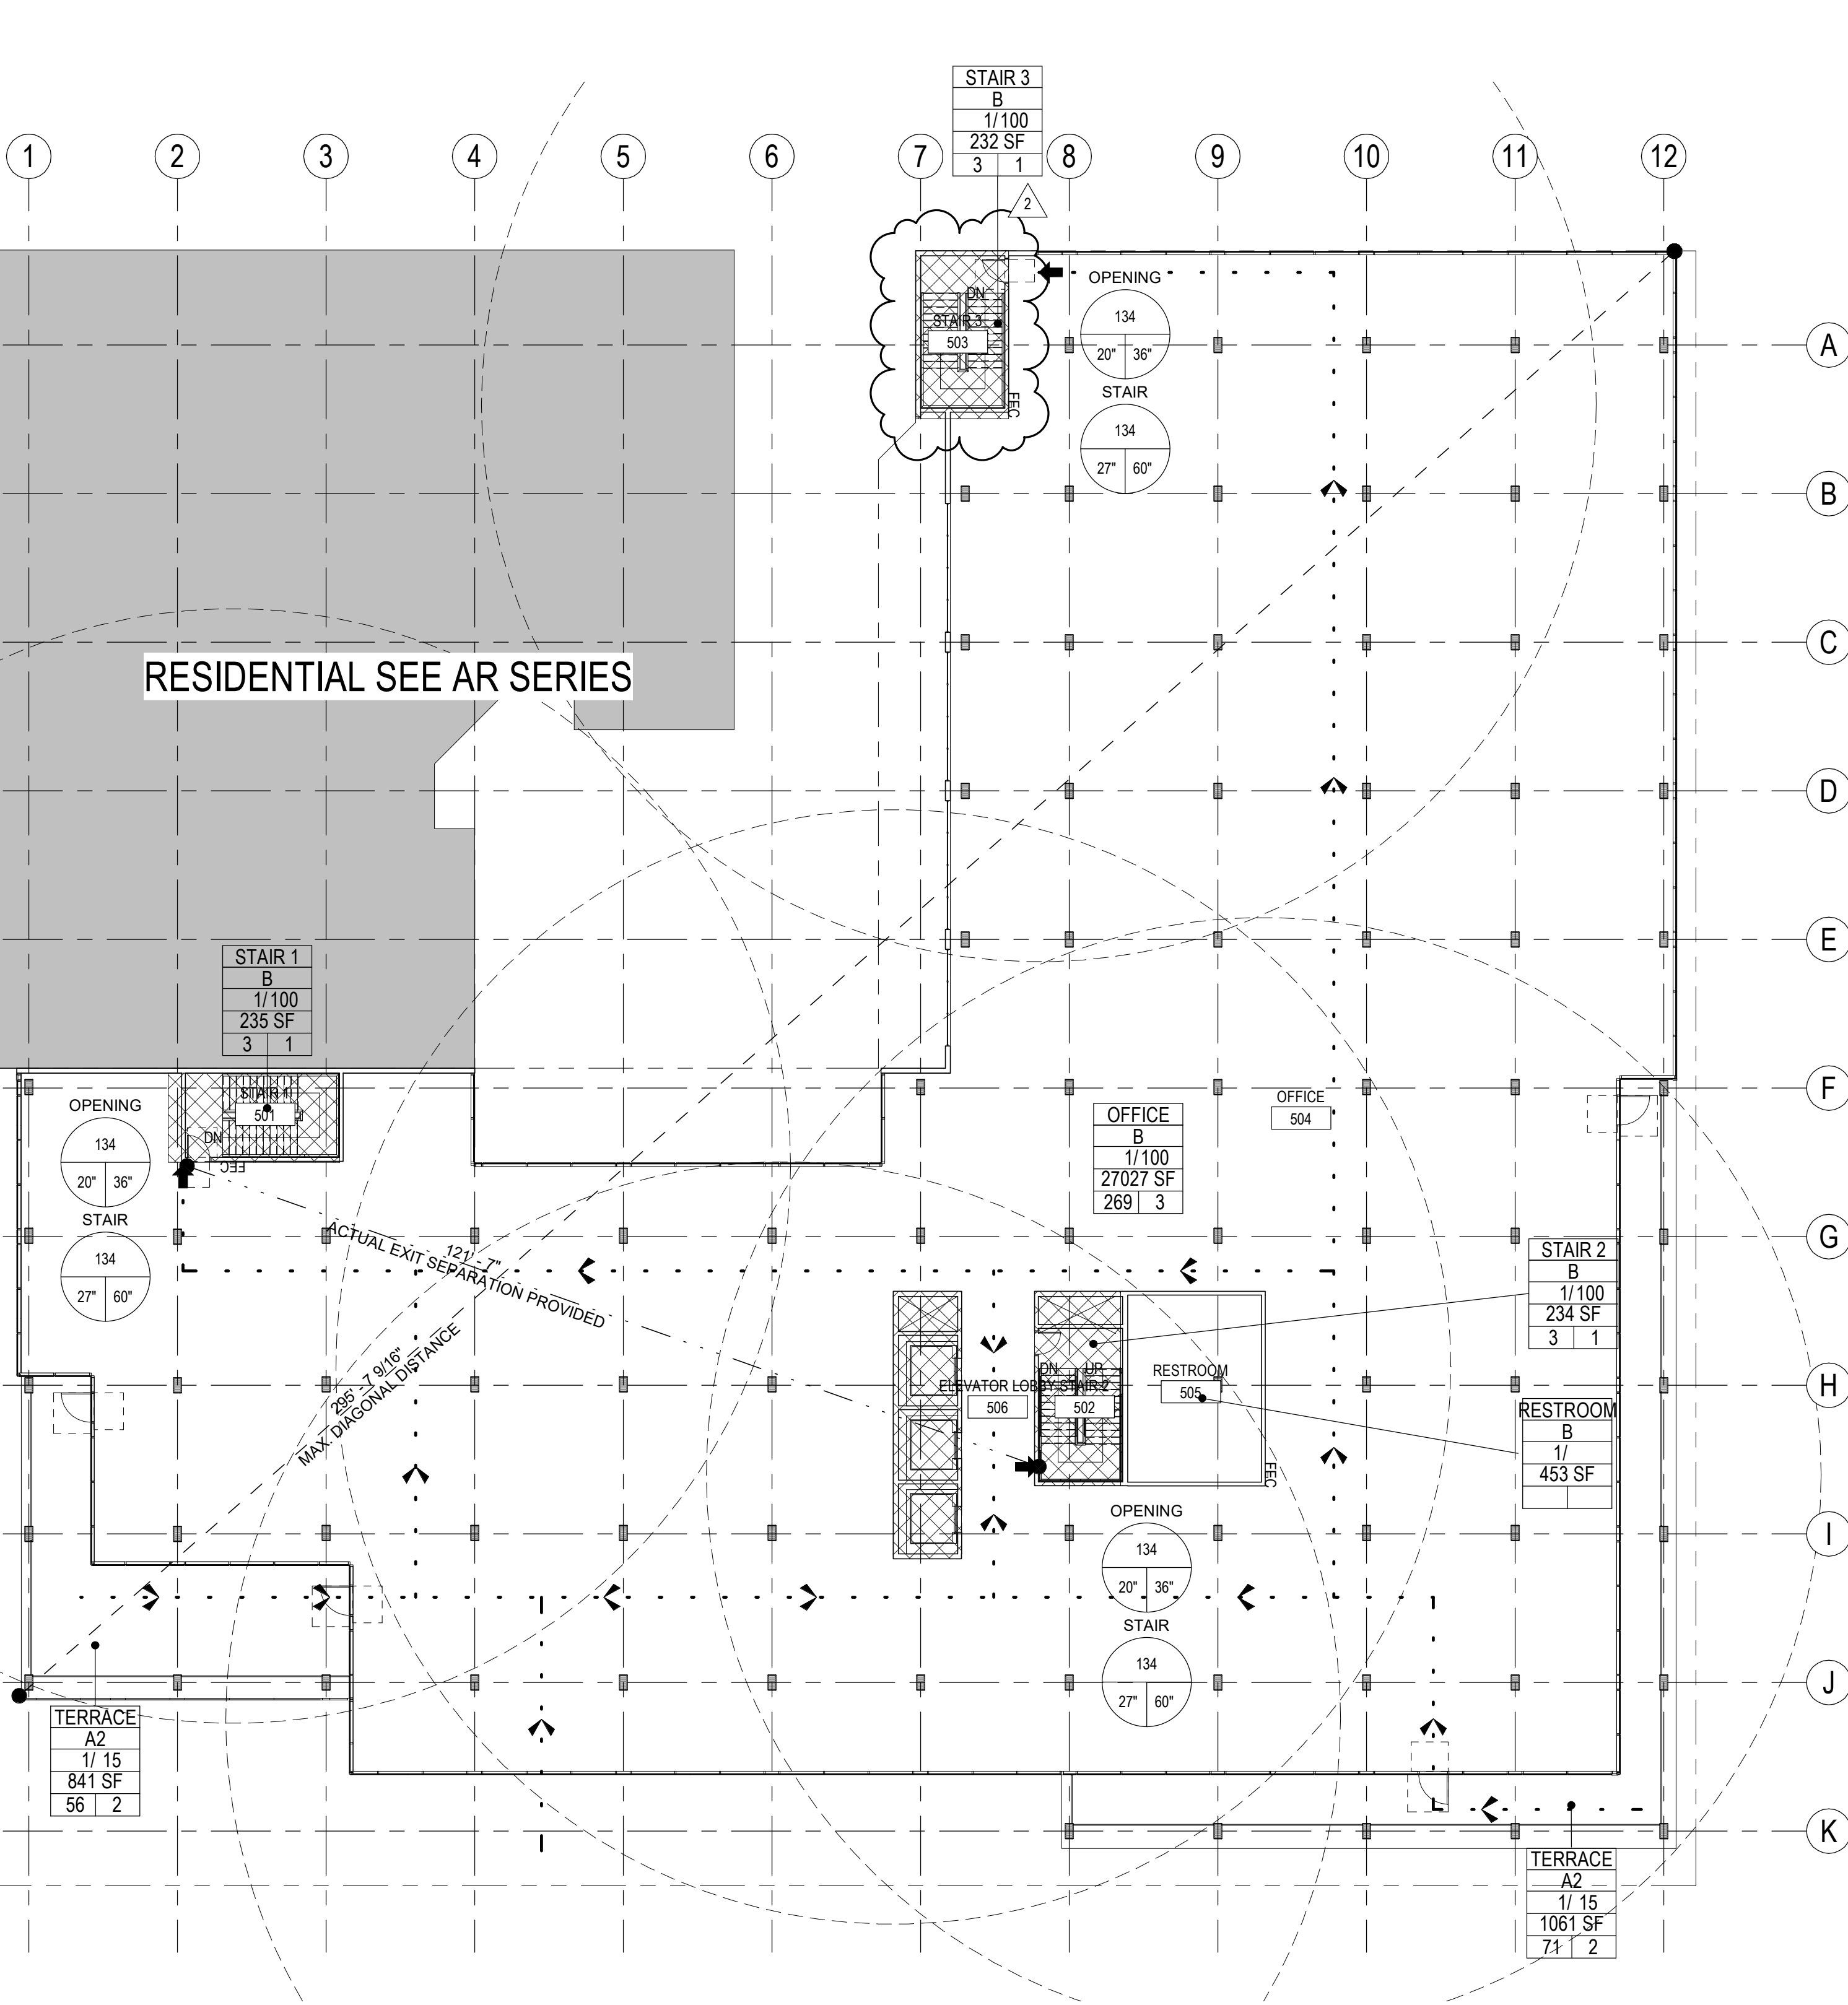 STAIR 3
B
1/ 100
232 SF
3 1
1 2 3 4 5 6 7 8 9 10 11 12
2
OPENING
134
20" 36"
STAIR
134
27" 60"
DN
STAIR 3
503
FEC
A
B
C
RESIDENTIAL SEE AR SERIES
D
E
STAIR 1
B
1/ 100
235 SF
3 1
F
STAIR 1
501
DN
FEC
OPENING
134
20" 36"
STAIR
134
27" 60"
OFFICE
504
OFFICE
B
1/ 100
27027 SF
269 3
G
121' - 7"
ACTUAL EXIT SEPARATION PROVIDED
STAIR 2
B
1/ 100
234 SF
3 1
295' - 7 9/16"
MAX. DIAGONAL DISTANCE
DN UP
ELEVATOR LOBBY STAIR 2
506 502
RESTROOM
505
H
RESTROOM
B
1/
453 SF
FEC
OPENING
134
20" 36"
STAIR
134
27" 60"
I
J
TERRACE
A2
1/ 15
841 SF
56 2
K
TERRACE
A2
1/ 15
1061 SF
71 2